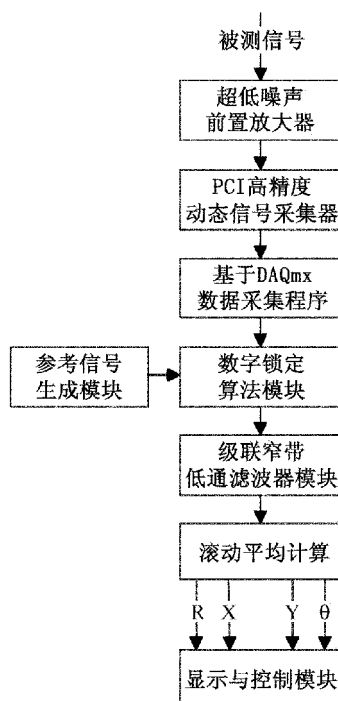 被测信号
超低噪声
前置放大器
PCI高精度
动态信号采集器
基于DAQmx
数据采集程序
参考信号
生成模块
数字锁定
算法模块
级联窄带
低通滤波器模块
滚动平均计算
R X Y θ
显示与控制模块